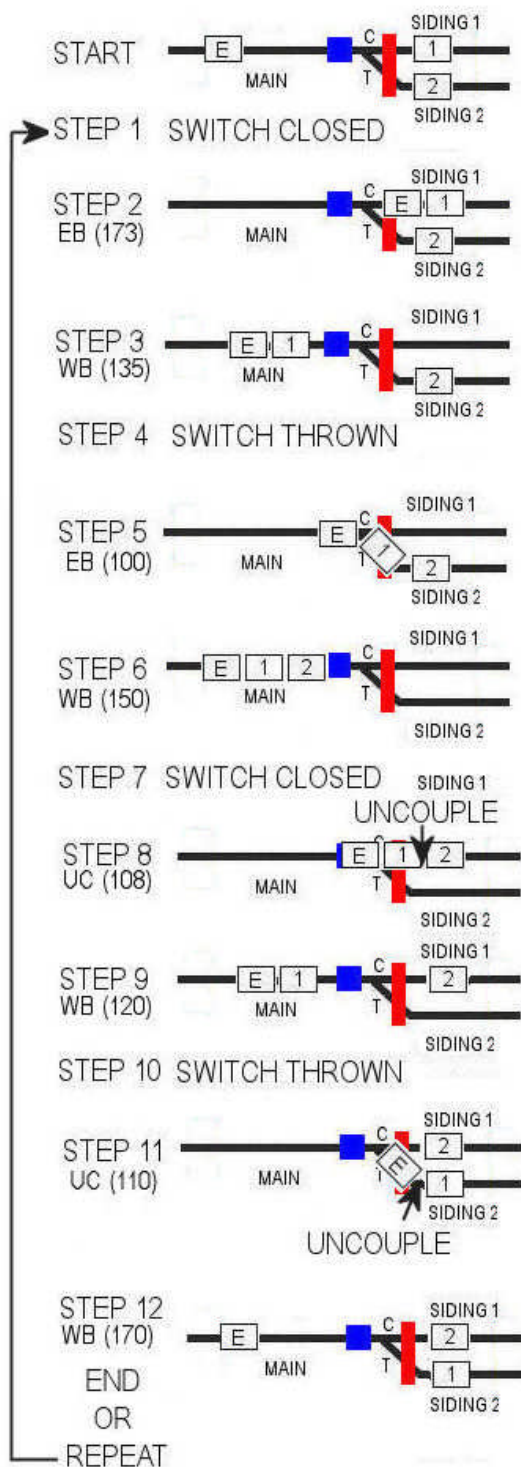 START
E
MAIN
C
T
SIDING 1
1
2
SIDING 2
STEP 1 SWITCH CLOSED
STEP 2
EB (173)
MAIN
C
T
SIDING 1
E 1
2
SIDING 2
STEP 3
WB (135)
E 1
MAIN
C
T
SIDING 1
2
SIDING 2
STEP 4 SWITCH THROWN
STEP 5
EB (100)
MAIN
E
C
T
1
SIDING 1
2
SIDING 2
STEP 6
WB (150)
E 1 2
MAIN
C
T
SIDING 1
SIDING 2
STEP 7 SWITCH CLOSED
SIDING 1
UNCOUPLE
STEP 8
UC (108)
MAIN
E 1 2
T
SIDING 2
STEP 9
WB (120)
E 1
MAIN
C
T
SIDING 1
2
SIDING 2
STEP 10 SWITCH THROWN
STEP 11
UC (110)
MAIN
C
E
SIDING 1
2
1
SIDING 2
UNCOUPLE
STEP 12
WB (170)
E
MAIN
C
T
SIDING 1
2
1
SIDING 2
END
OR
REPEAT